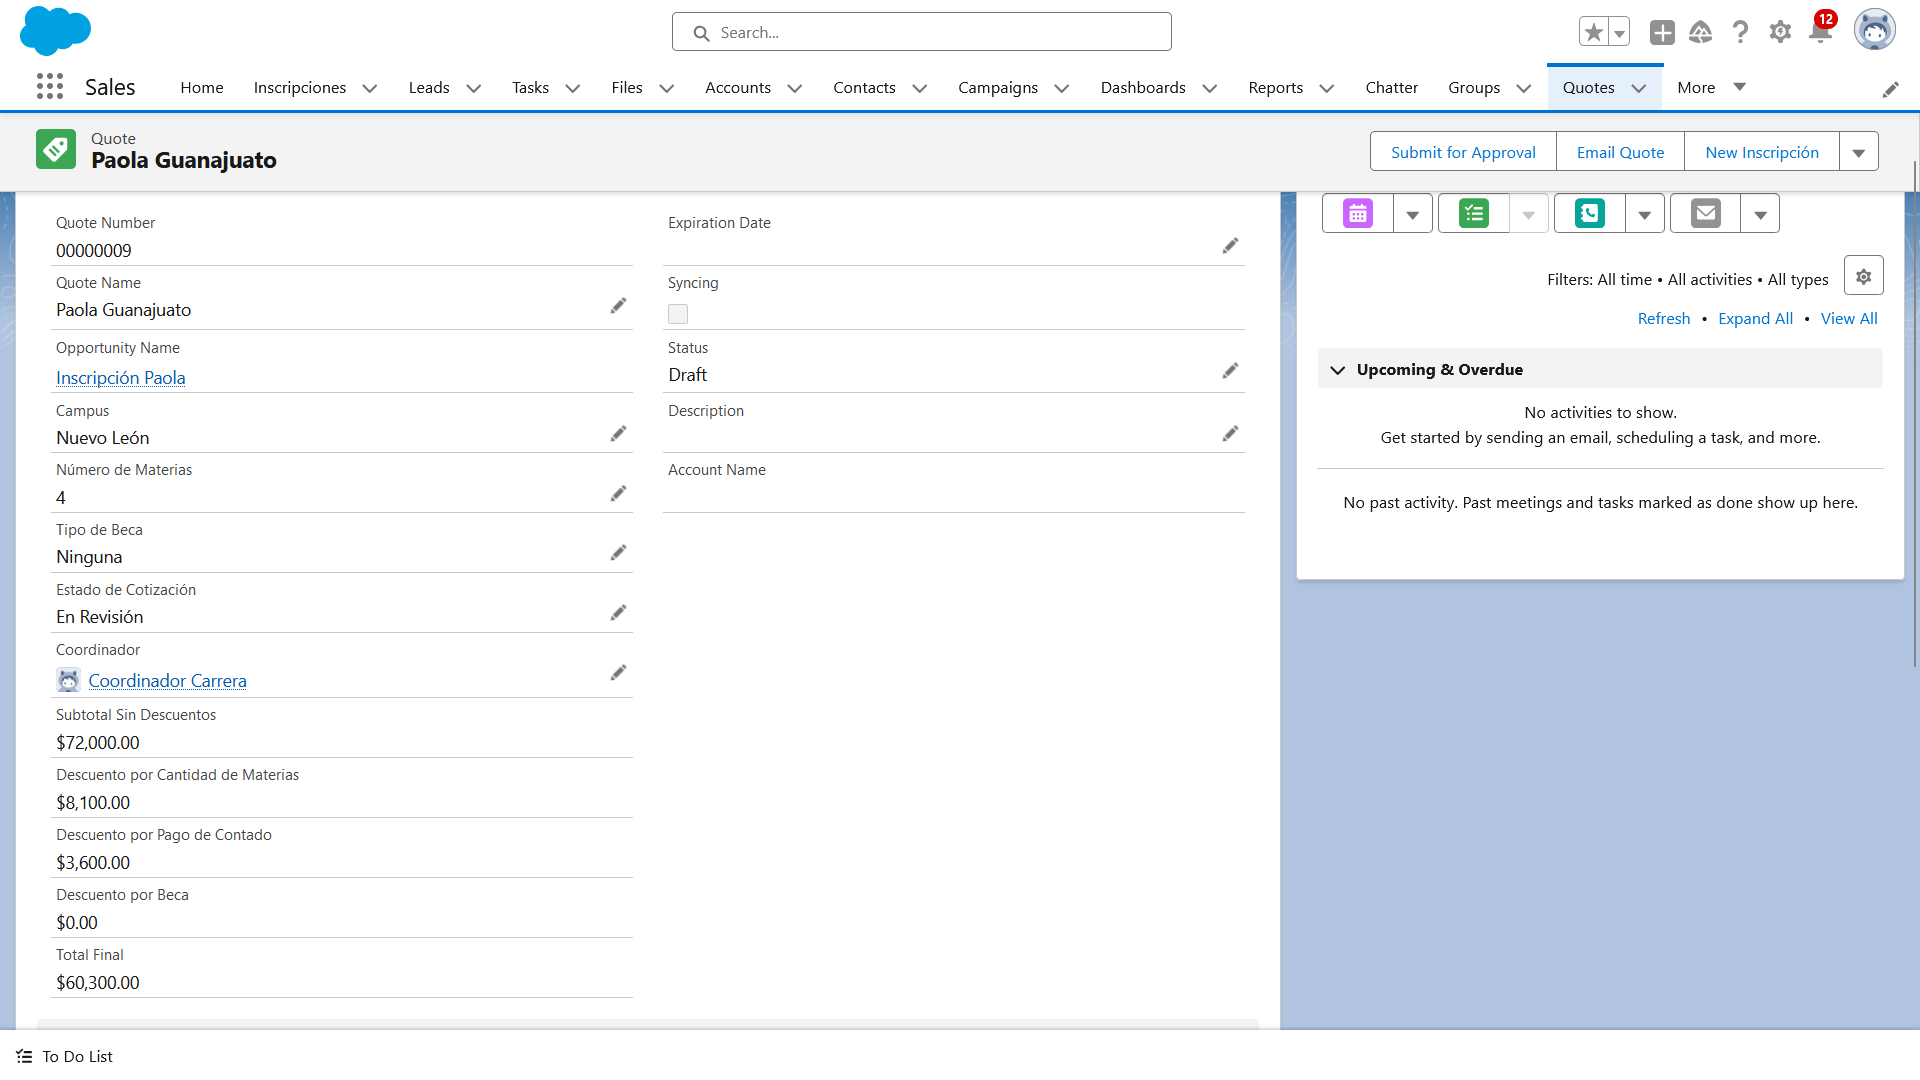 Search...
12
Sales
Home
Inscripciones
Leads
Tasks
Files
Accounts
Contacts
Campaigns
Dashboards
Reports
Chatter
Groups
Quotes
More
Quote
Paola Guanajuato
Submit for Approval
Email Quote
New Inscripción
Quote Number
00000009
Quote Name
Paola Guanajuato
Opportunity Name
Inscripción Paola
Campus
Nuevo León
Número de Materias
4
Tipo de Beca
Ninguna
Estado de Cotización
En Revisión
Coordinador
Coordinador Carrera
Subtotal Sin Descuentos
$72,000.00
Descuento por Cantidad de Materias
$8,100.00
Descuento por Pago de Contado
$3,600.00
Descuento por Beca
$0.00
Total Final
$60,300.00
Expiration Date
Syncing
Status
Draft
Description
Account Name
Filters: All time • All activities • All types
Refresh • Expand All • View All
Upcoming & Overdue
No activities to show.
Get started by sending an email, scheduling a task, and more.
No past activity. Past meetings and tasks marked as done show up here.
To Do List